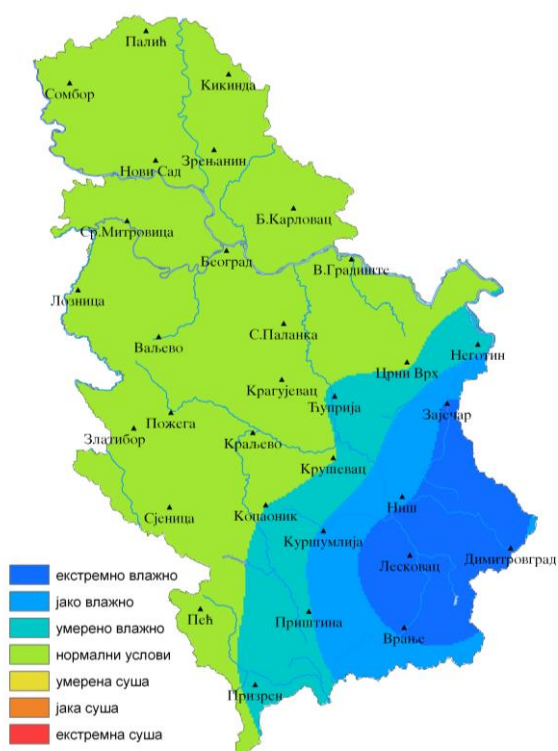 Палић
Кикинда
Сомбор
Зрењанин
Нови Сад
Б.Карловац
Ср.Митровица
Београд
В.Градиште
Лозница
С.Паланка
Ваљево
Неготин
Црни Врх
Крагујевац
Ћуприја
Зајечар
Пожега
Златибор
Краљево
Крушевац
Ниш
Сјеница
Копаоник
Куршумлија
Димитровград
Лесковац
екстремно влажно
јако влажно
умерено влажно
нормални услови
умерена суша
јака суша
екстремна суша
Пећ
Приштина
Врање
Призрен